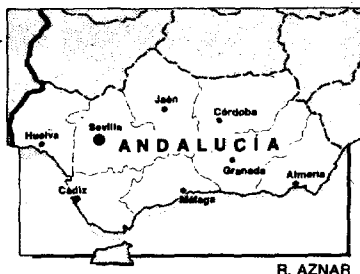 Jaén
Córdoba
Huelva
Sevilla
ANDALUCÍA
Granada
Almería
Cádiz
Málaga
R. AZNAR